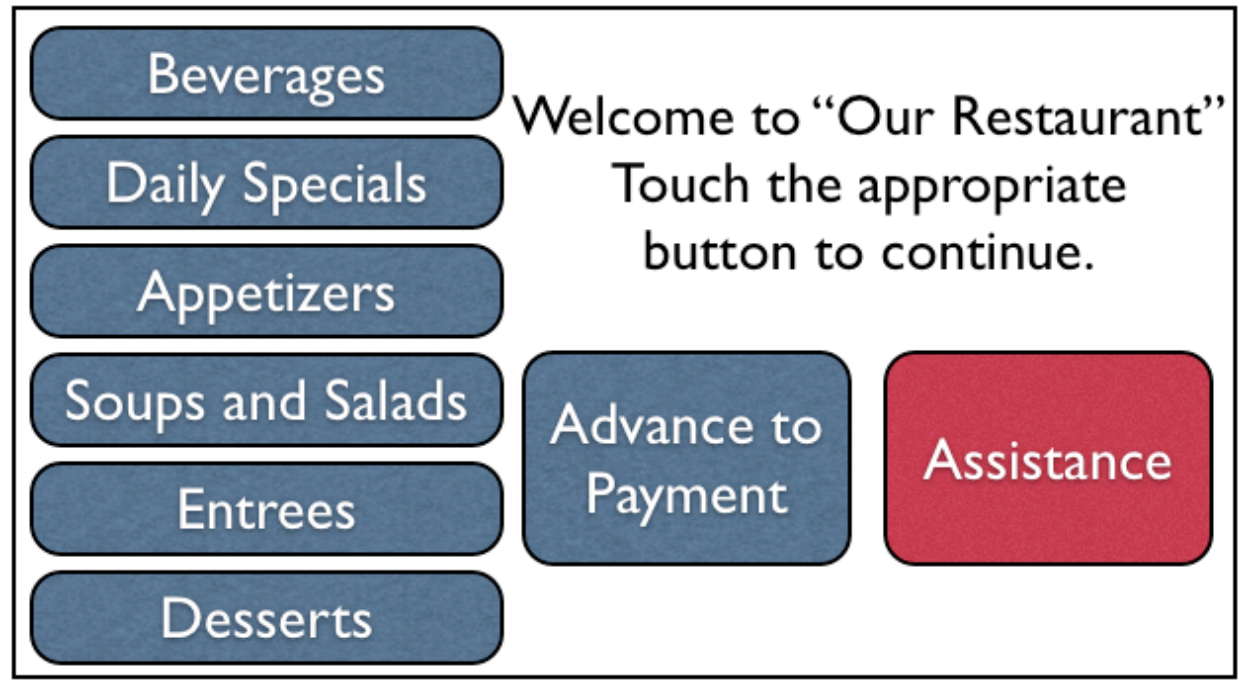 Beverages
Daily Specials
Appetizers
Soups and Salads
Entrees
Desserts
Welcome to “Our Restaurant”
Touch the appropriate
button to continue.
Advance to
Payment
Assistance